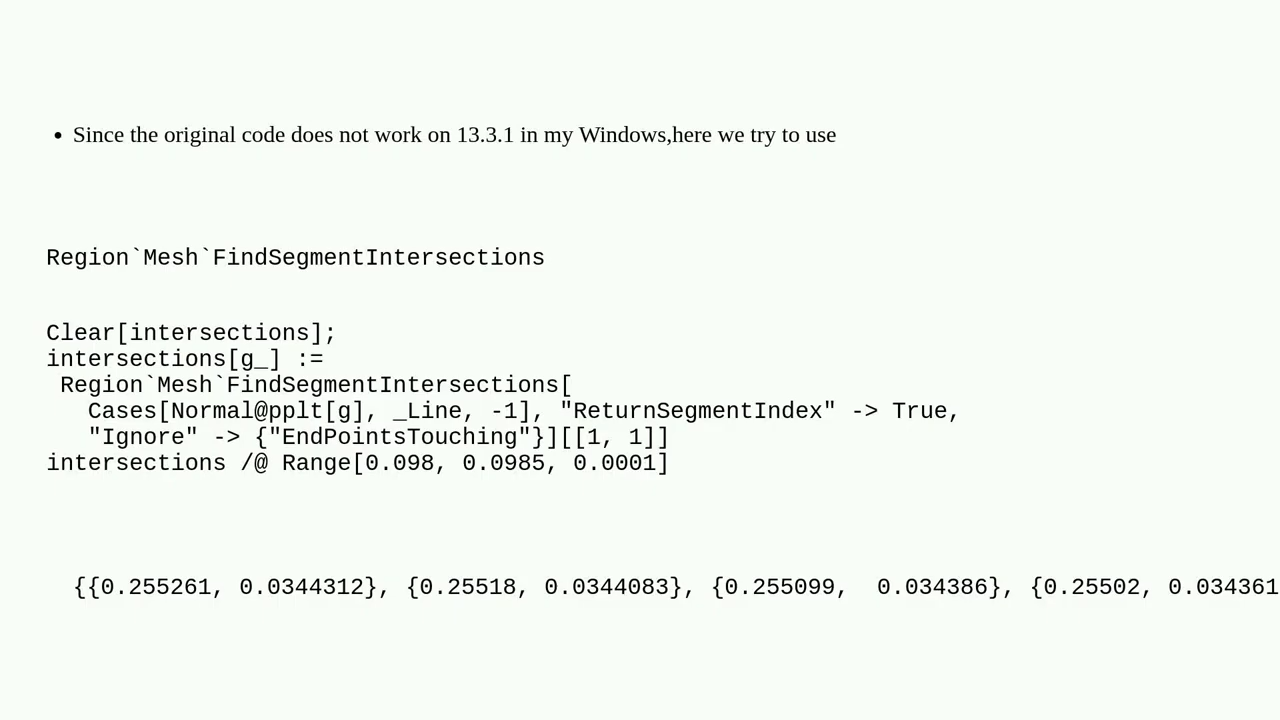 • Since the original code does not work on 13.3.1 in my Windows,here we try to use
Region`Mesh`FindSegmentIntersections
Clear[intersections];
intersections[g_] :=
 Region`Mesh`FindSegmentIntersections[
   Cases[Normal@pplt[g], _Line, -1], "ReturnSegmentIndex" -> True,
   "Ignore" -> {"EndPointsTouching"}][[1, 1]]
intersections /@ Range[0.098, 0.0985, 0.0001]
{{0.255261, 0.0344312}, {0.25518, 0.0344083}, {0.255099,  0.034386}, {0.25502, 0.034361